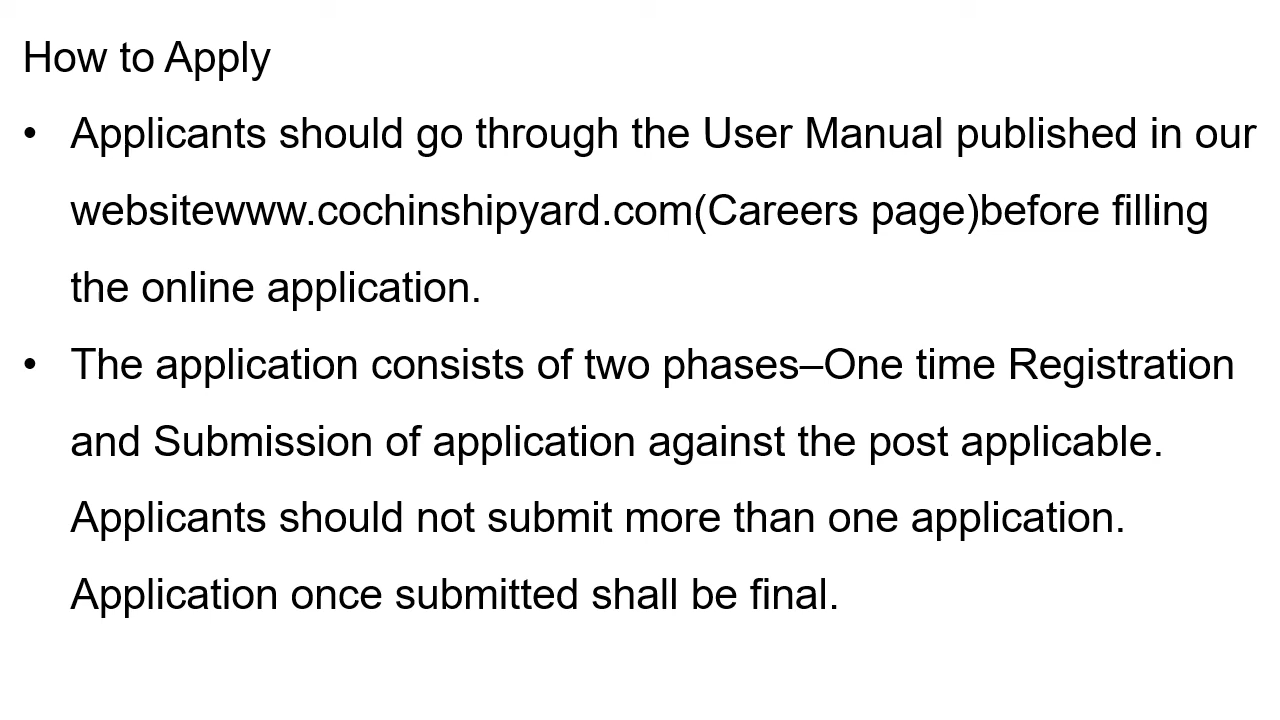 How to Apply
• Applicants should go through the User Manual published in our
websitewww.cochinshipyard.com(Careers page)before filling
the online application.
• The application consists of two phases–One time Registration
and Submission of application against the post applicable.
Applicants should not submit more than one application.
Application once submitted shall be final.